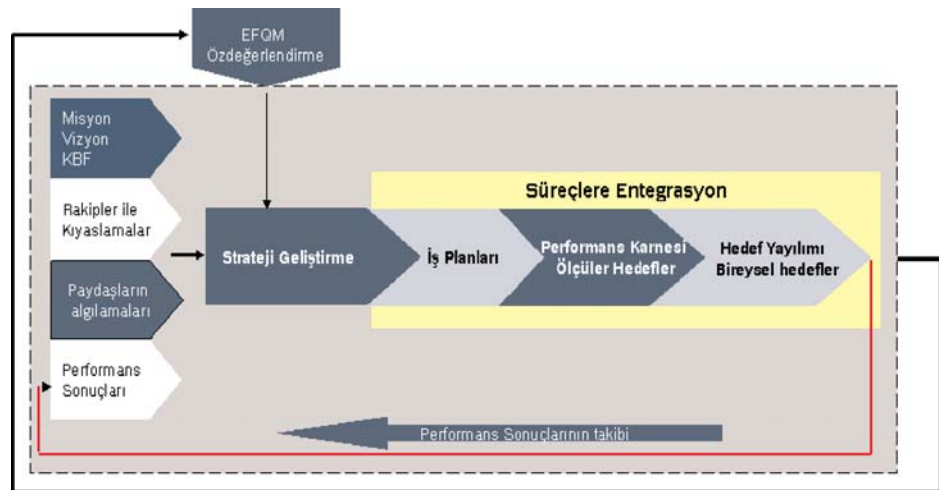 EFQM
Özdeğerlendirme
Misyon
Vizyon
KBF
Rakipler ile
Kıyaslamalar
Paydaşların
algılamaları
Performans
Sonuçları
Süreçlere Entegrasyon
Strateji Geliştirme
İş Planları
Performans Karnesi
Ölçüler Hedefler
Hedef Yayılımı
Bireysel hedefler
Performans Sonuçlarının takibi